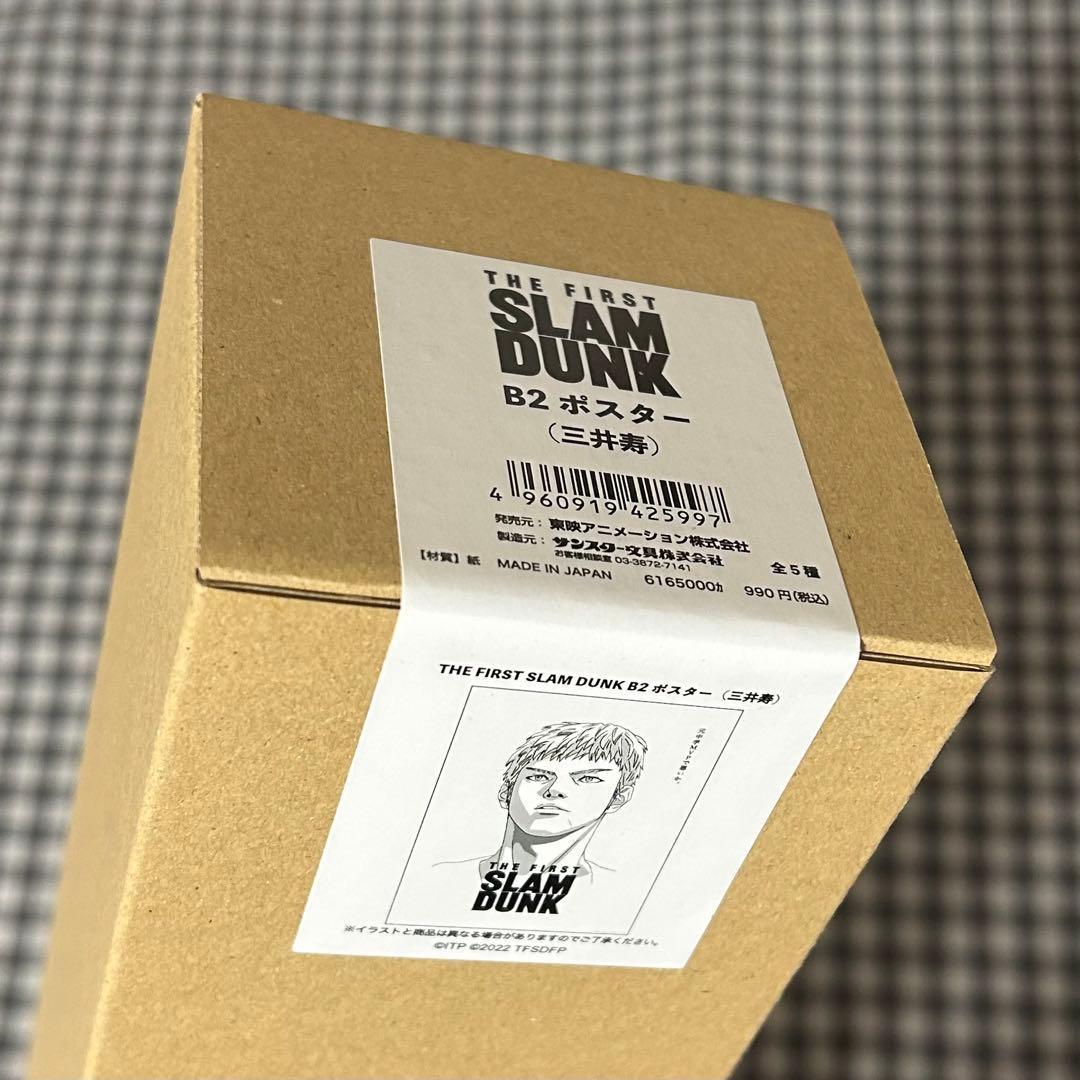 THE FIRST
SLAM
DUNK
B2 ポスター
(三井寿)
4 960919 425997
発売元：東映アニメーション株式会社
製造元：サンスター文具株式会社
お客様相談室 03-3872-7141
【材質】紙 MADE IN JAPAN 6165000カ 990円(税込)
全5種
THE FIRST SLAM DUNK B2 ポスター (三井寿)
THE FIRST
SLAM
DUNK
※イラストと商品は異なる場合がありますのでご了承ください。
©ITP ©2022 TFSDFP